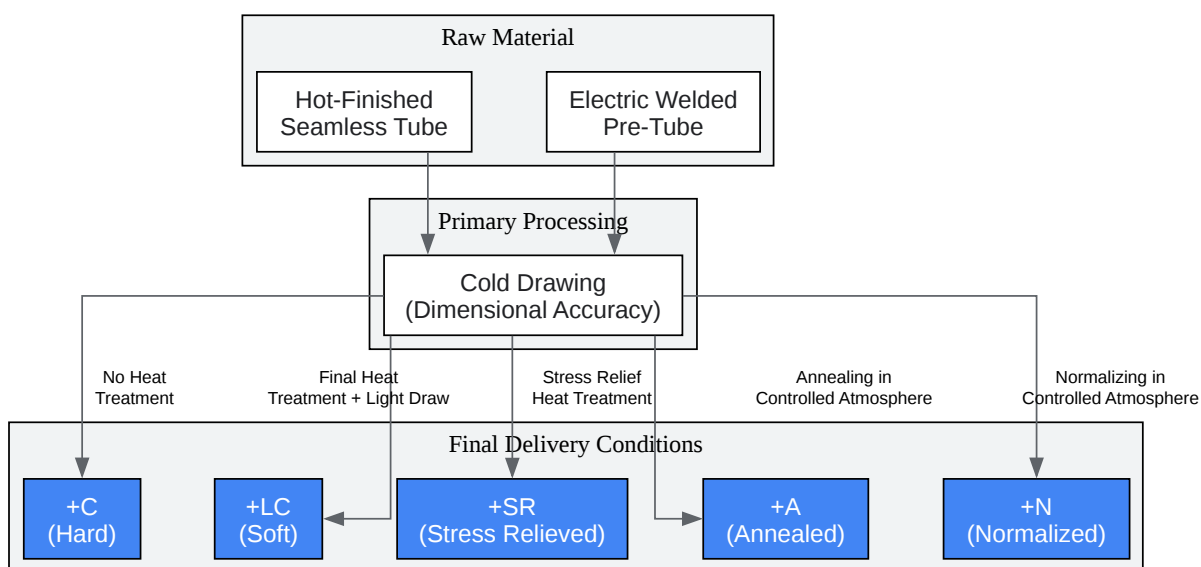 Raw Material
Hot-Finished
Seamless Tube
Electric Welded
Pre-Tube
Primary Processing
Cold Drawing
(Dimensional Accuracy)
No Heat
Treatment
Final Heat
Treatment + Light Draw
Stress Relief
Heat Treatment
Annealing in
Controlled Atmosphere
Normalizing in
Controlled Atmosphere
Final Delivery Conditions
+C
(Hard)
+LC
(Soft)
+SR
(Stress Relieved)
+A
(Annealed)
+N
(Normalized)